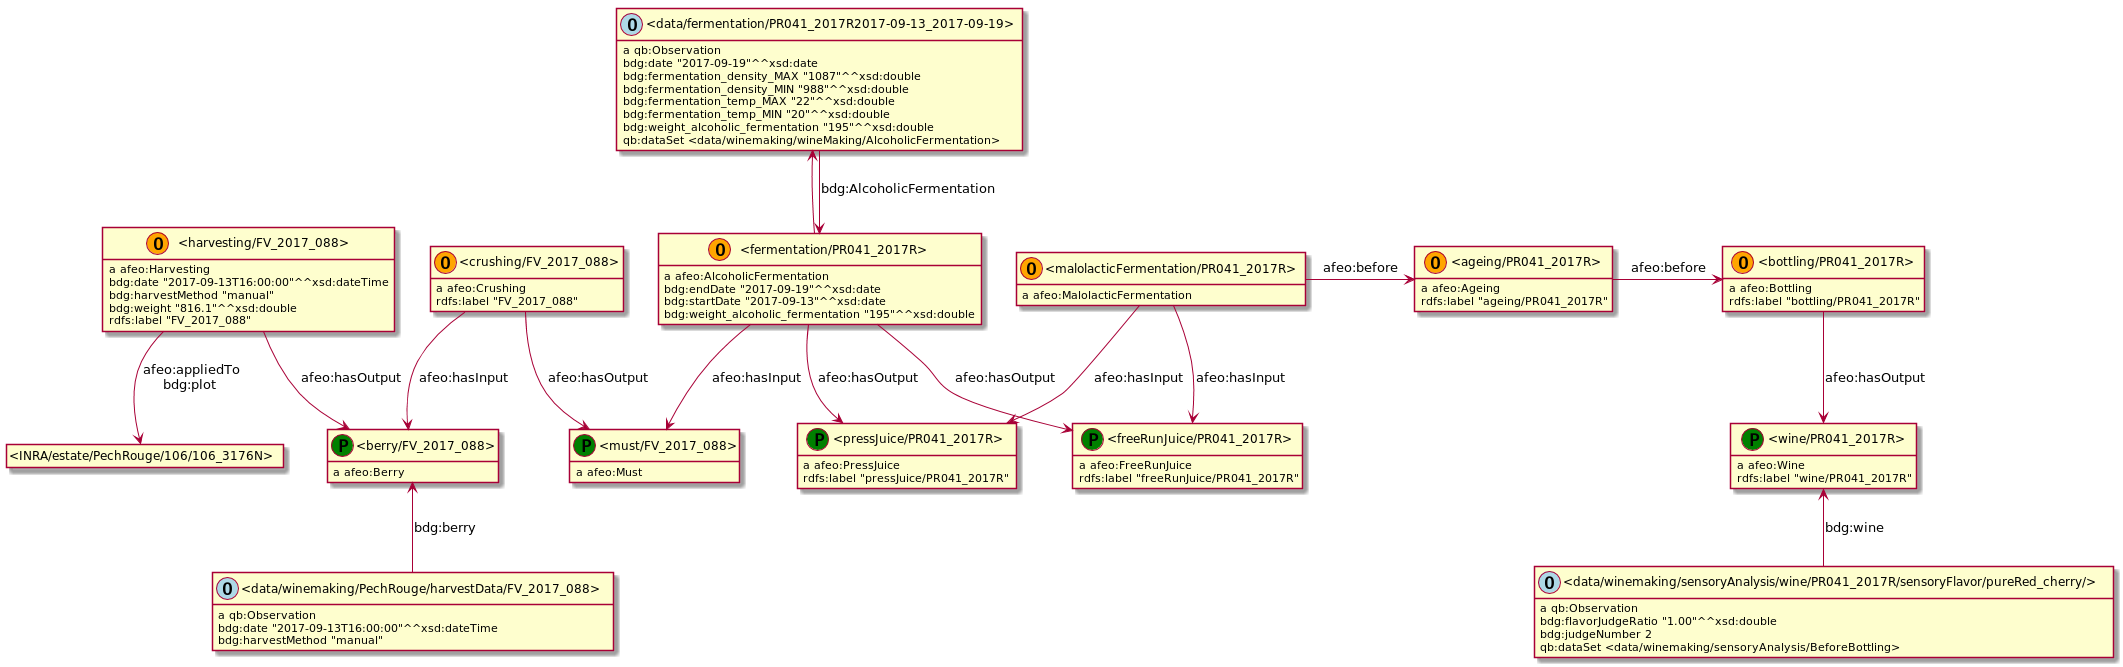 O <data/fermentation/PR041_2017R2017-09-13_2017-09-19>
a qb:Observation
bdg:date "2017-09-19"^^xsd:date
bdg:fermentation_density_MAX "1087"^^xsd:double
bdg:fermentation_density_MIN "988"^^xsd:double
bdg:fermentation_temp_MAX "22"^^xsd:double
bdg:fermentation_temp_MIN "20"^^xsd:double
bdg:weight_alcoholic_fermentation "195"^^xsd:double
qb:dataSet <data/winemaking/wineMaking/AlcoholicFermentation>
bdg:AlcoholicFermentation
O <harvesting/FV_2017_088>
a afeo:Harvesting
bdg:date "2017-09-13T16:00:00"^^xsd:dateTime
bdg:harvestMethod "manual"
bdg:weight "816.1"^^xsd:double
rdfs:label "FV_2017_088"
O <crushing/FV_2017_088>
a afeo:Crushing
rdfs:label "FV_2017_088"
O <fermentation/PR041_2017R>
a afeo:AlcoholicFermentation
bdg:endDate "2017-09-19"^^xsd:date
bdg:startDate "2017-09-13"^^xsd:date
bdg:weight_alcoholic_fermentation "195"^^xsd:double
O <malolacticFermentation/PR041_2017R>
a afeo:MalolacticFermentation
afeo:before
O <ageing/PR041_2017R>
a afeo:Ageing
rdfs:label "ageing/PR041_2017R"
afeo:before
O <bottling/PR041_2017R>
a afeo:Bottling
rdfs:label "bottling/PR041_2017R"
afeo:appliedTo
bdg:plot
afeo:hasOutput
afeo:hasInput
afeo:hasOutput
afeo:hasInput
afeo:hasOutput
afeo:hasOutput
afeo:hasInput
afeo:hasInput
afeo:hasOutput
<INRA/estate/PechRouge/106/106_3176N>
P <berry/FV_2017_088>
a afeo:Berry
P <must/FV_2017_088>
a afeo:Must
P <pressJuice/PR041_2017R>
a afeo:PressJuice
rdfs:label "pressJuice/PR041_2017R"
P <freeRunJuice/PR041_2017R>
a afeo:FreeRunJuice
rdfs:label "freeRunJuice/PR041_2017R"
P <wine/PR041_2017R>
a afeo:Wine
rdfs:label "wine/PR041_2017R"
bdg:berry
bdg:wine
O <data/winemaking/PechRouge/harvestData/FV_2017_088>
a qb:Observation
bdg:date "2017-09-13T16:00:00"^^xsd:dateTime
bdg:harvestMethod "manual"
O <data/winemaking/sensoryAnalysis/wine/PR041_2017R/sensoryFlavor/pureRed_cherry/>
a qb:Observation
bdg:flavorJudgeRatio "1.00"^^xsd:double
bdg:judgeNumber 2
qb:dataSet <data/winemaking/sensoryAnalysis/BeforeBottling>